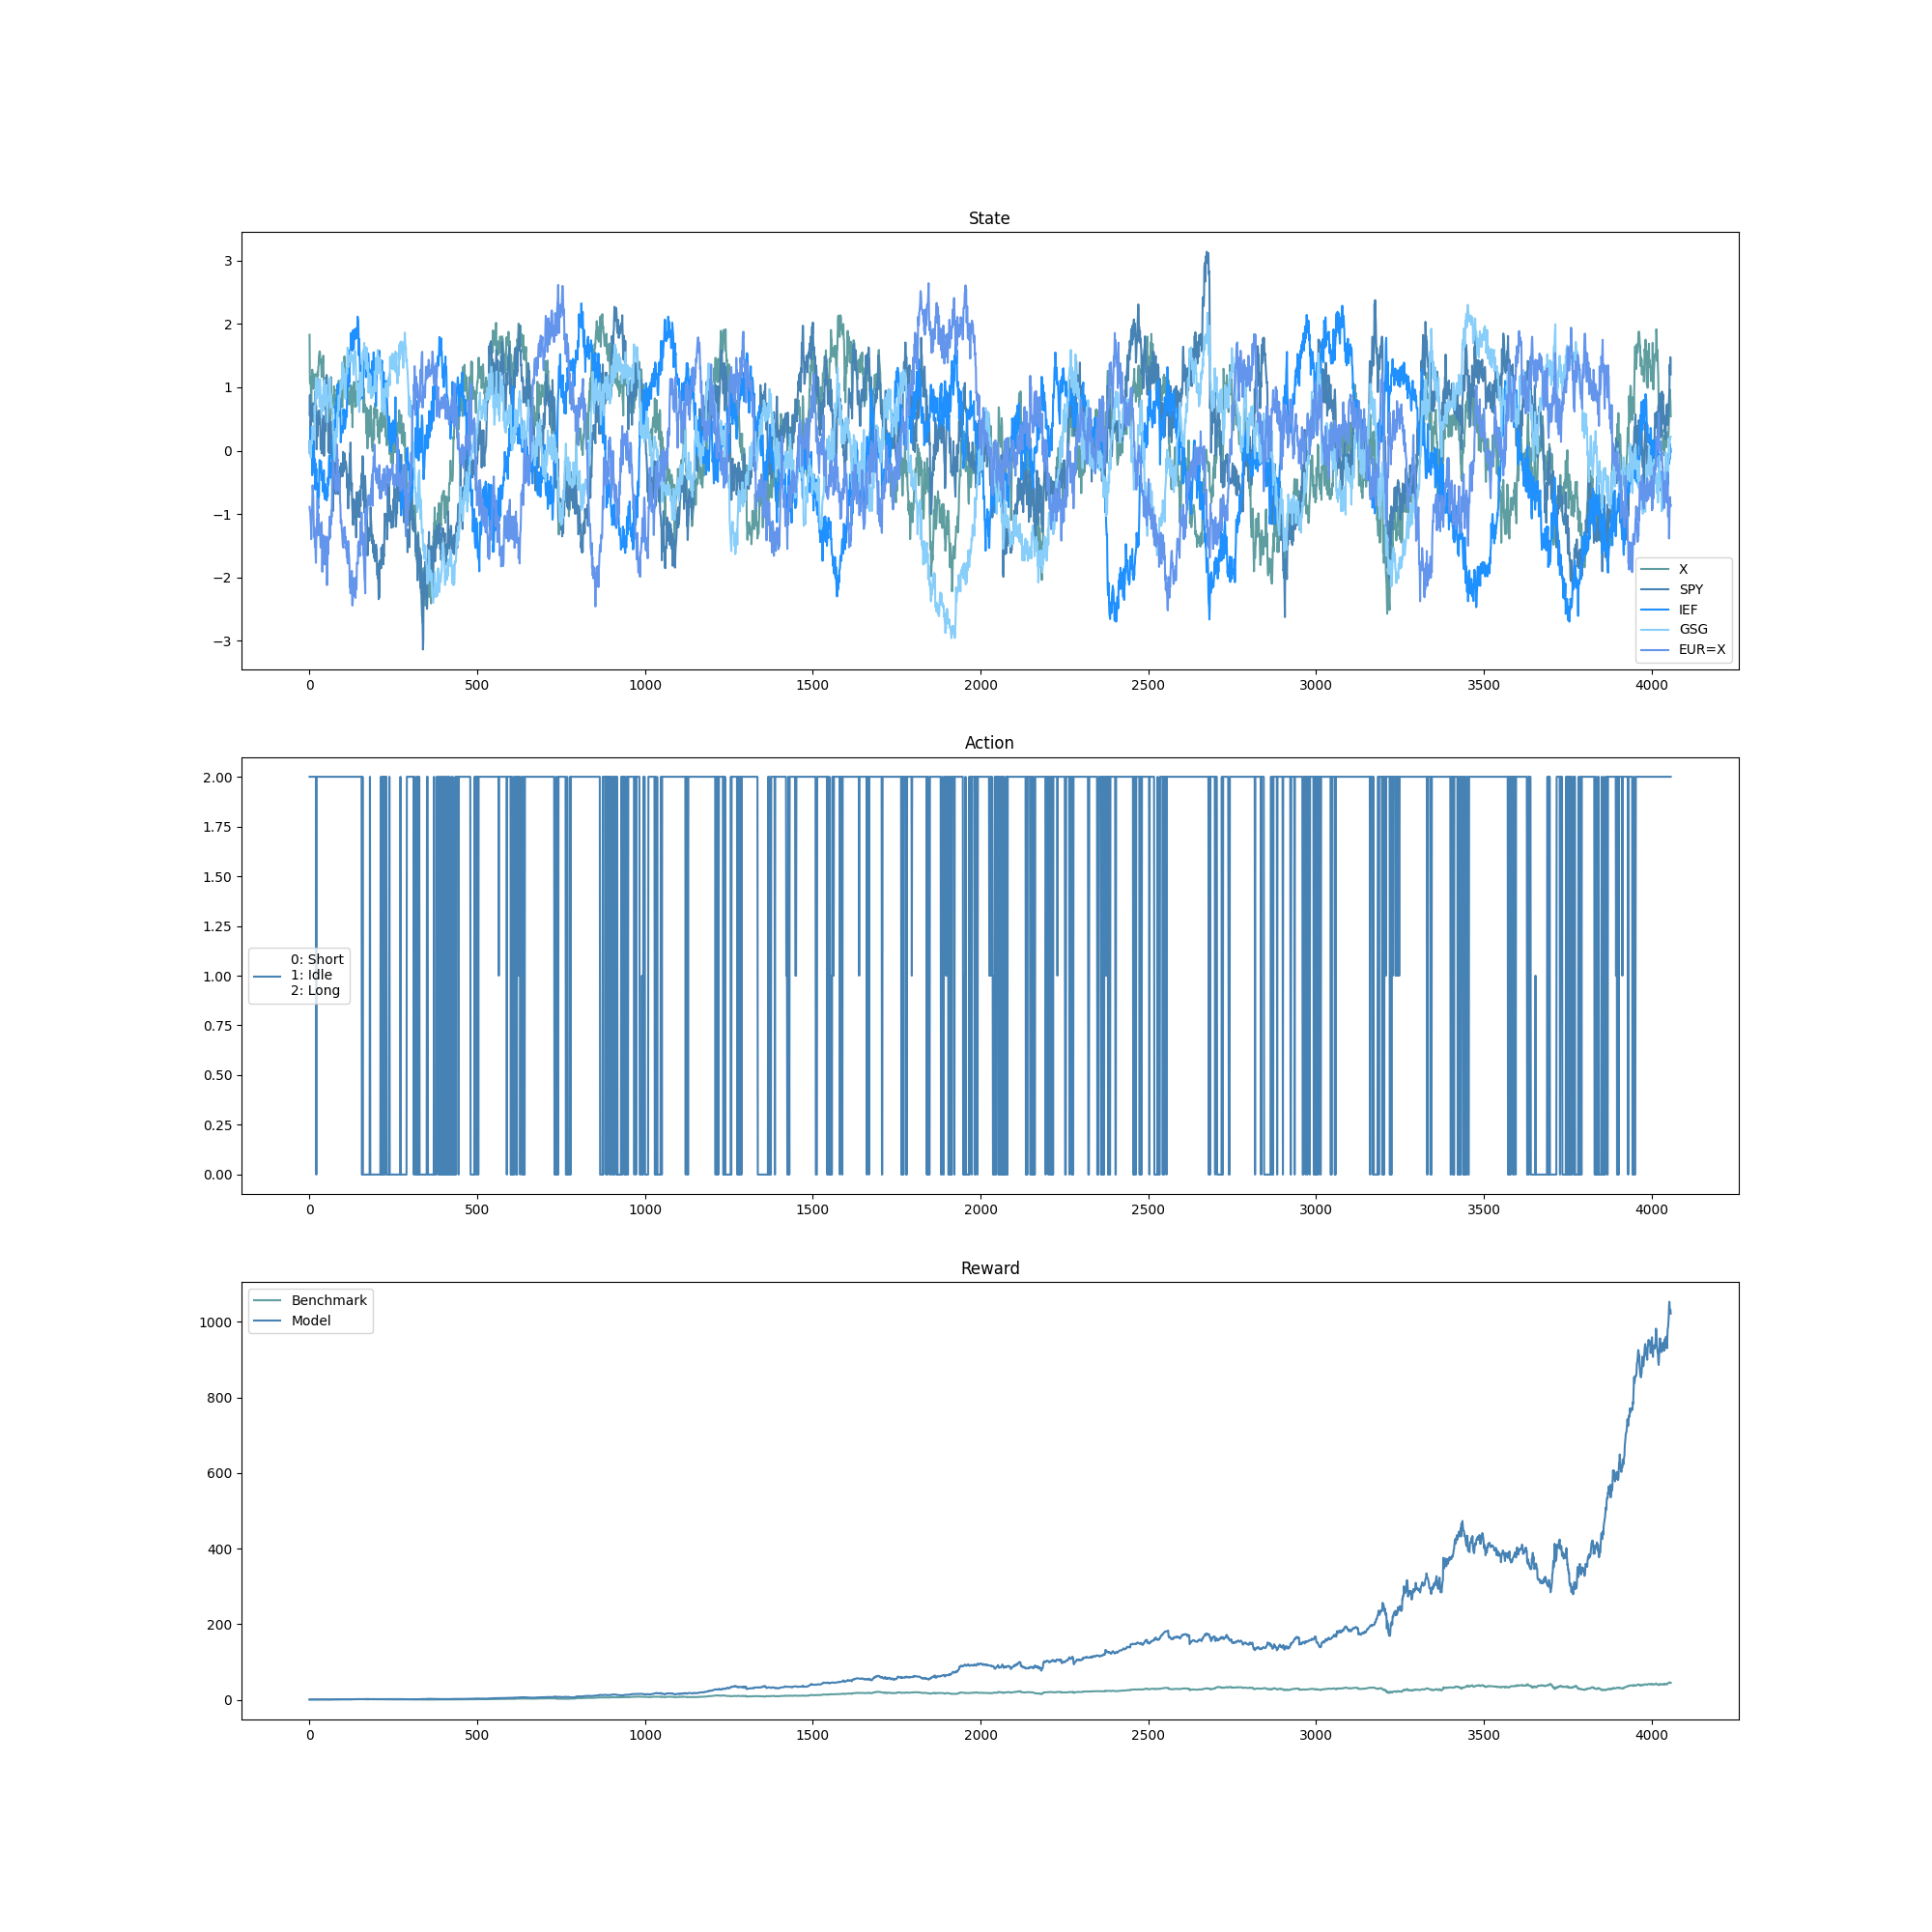 State
3
2
1
0
−1
−2
−3
X
SPY
IEF
GSG
EUR=X
0 500 1000 1500 2000 2500 3000 3500 4000
Action
2.00
1.75
1.50
1.25
1.00
0.75
0.50
0.25
0.00
0: Short
1: Idle
2: Long
0 500 1000 1500 2000 2500 3000 3500 4000
Reward
Benchmark
Model
1000
800
600
400
200
0
0 500 1000 1500 2000 2500 3000 3500 4000